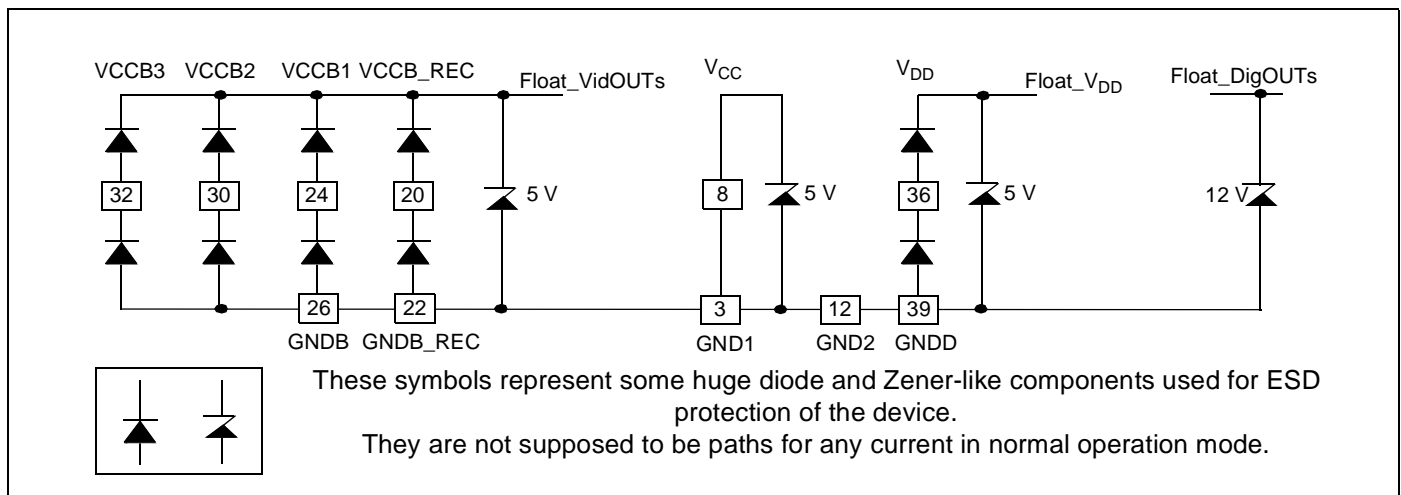 VCCB3 VCCB2 VCCB1 VCCB_REC Float_VidOUTs VCC VDD Float_VDD Float_DigOUTs
32 30 24 20 5 V 8 5 V 36 5 V 12 V
26 22 3 12 39
GNDB GNDB_REC GND1 GND2 GNDD
These symbols represent some huge diode and Zener-like components used for ESD
protection of the device.
They are not supposed to be paths for any current in normal operation mode.